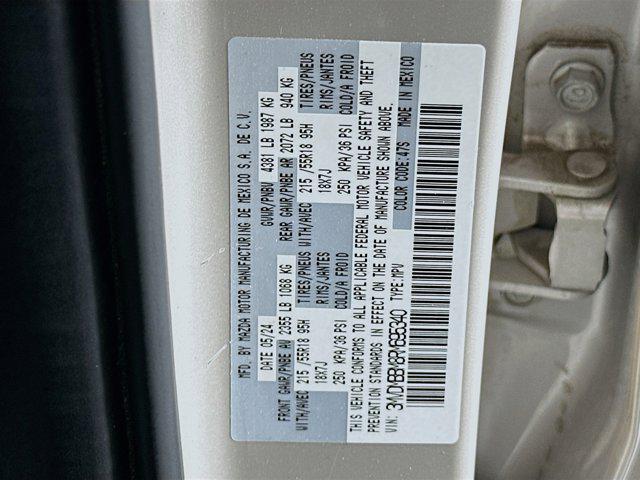 MFD. BY MAZDA MOTOR MANUFACTURING DE MEXICO S.A. DE C.V.
DATE 05/24 GVWR/PNBV 4381 LB 1987 KG
FRONT GAWR/PNBE AV 2355 LB 1068 KG REAR GAWR/PNBE AR 2072 LB 940 KG
WITH/AVEC 215 /55R18 95H TIRES/PNEUS WITH/AVEC 215 /55R18 95H TIRES/PNEUS
18X7J RIMS/JANTES 18X7J RIMS/JANTES
250 KPA/36 PSI COLD/A FROID 250 KPA/36 PSI COLD/A FROID
THIS VEHICLE CONFORMS TO ALL APPLICABLE FEDERAL MOTOR VEHICLE SAFETY AND THEFT
PREVENTION STANDARDS IN EFFECT ON THE DATE OF MANUFACTURE SHOWN ABOVE.
COLOR CODE: 47S MADE IN MEXICO
VIN: TYPE: MPV